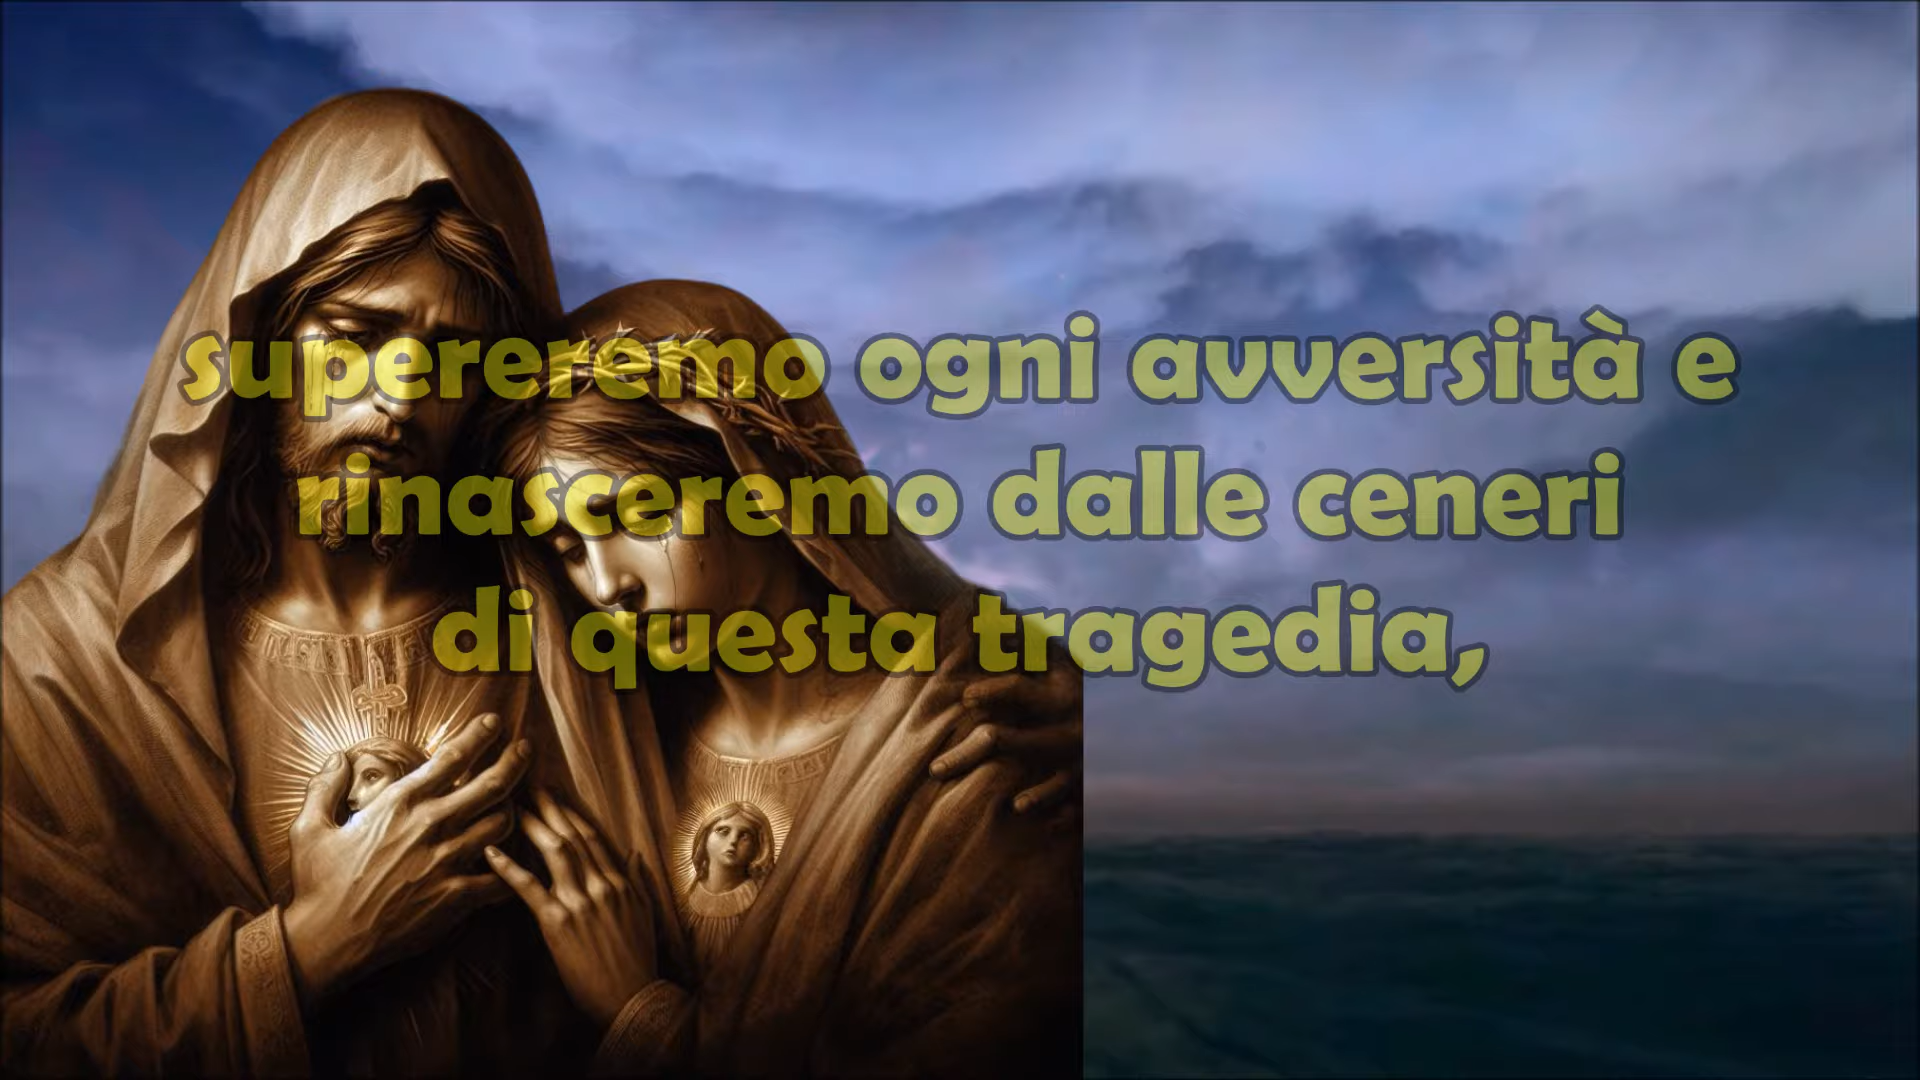 supereremo ogni avversità e
rinasceremo dalle ceneri
di questa tragedia,